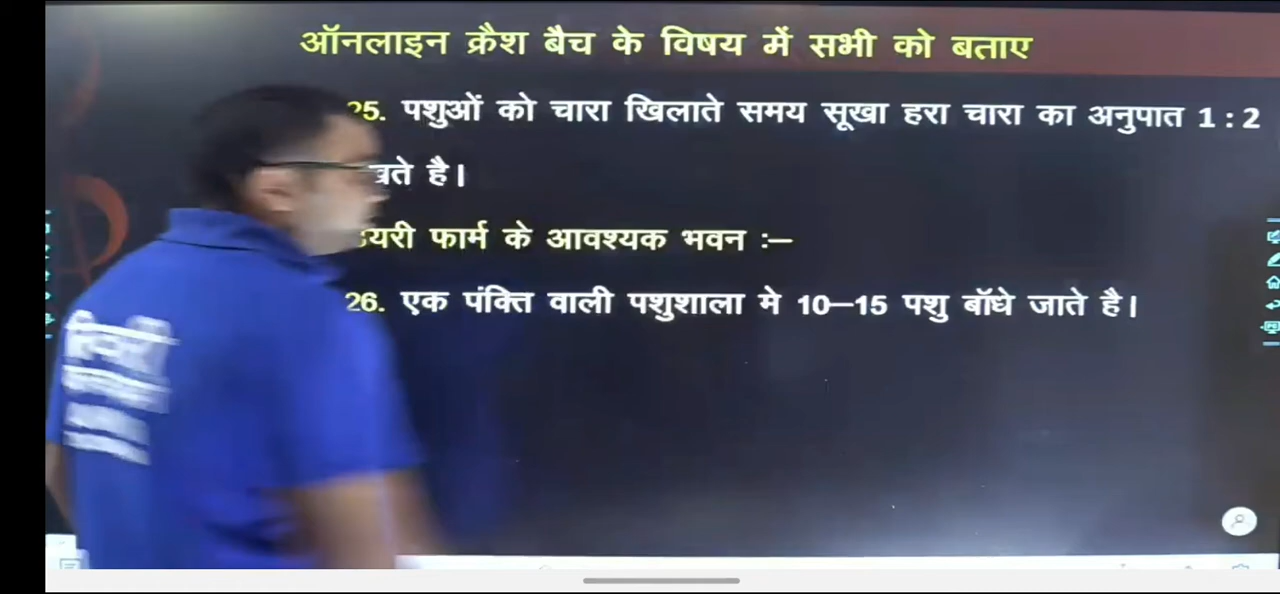 ऑनलाइन क्रैश बैच के विषय में सभी को बताए
25. पशुओं को चारा खिलाते समय सूखा हरा चारा का अनुपात 1 : 2
है।
फार्म के आवश्यक भवन :–
26. एक पंक्ति वाली पशुशाला मे 10–15 पशु बॉधे जाते है।